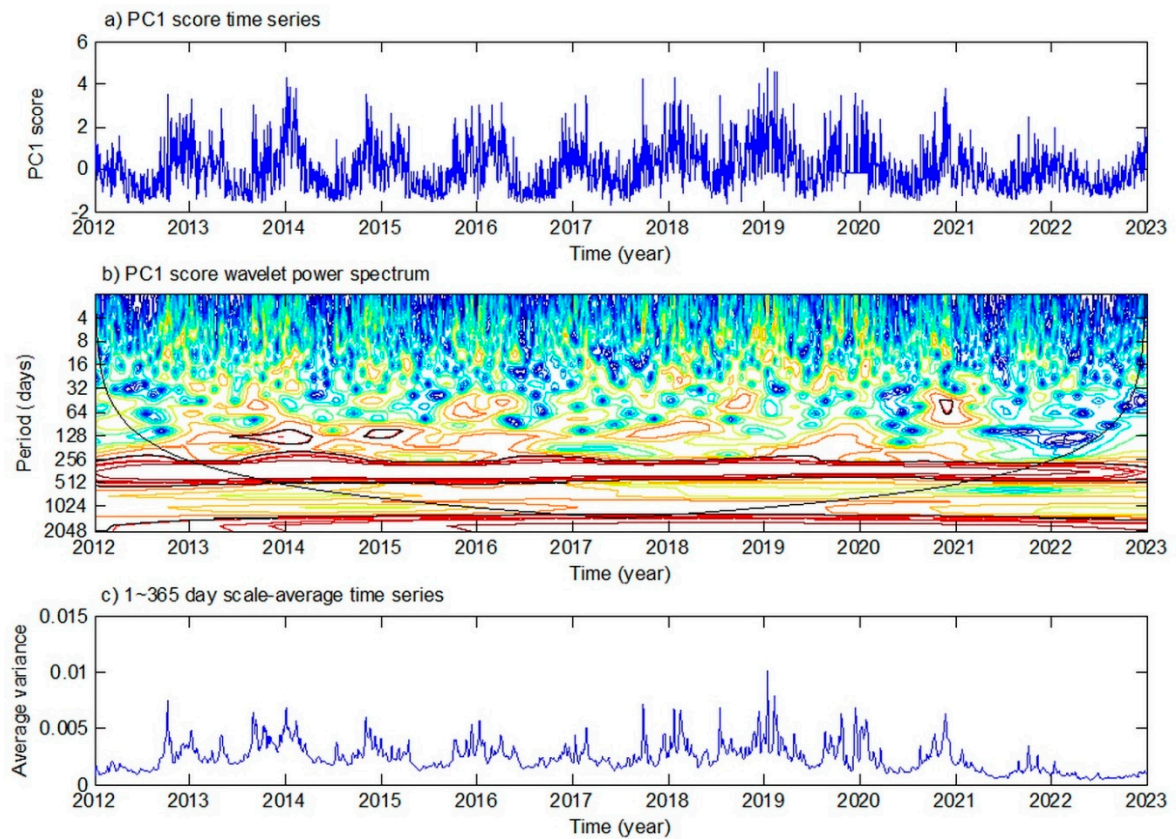 a) PC1 score time series
6
4
2
0
-2
PC1 score
2012 2013 2014 2015 2016 2017 2018 2019 2020 2021 2022 2023
Time (year)
b) PC1 score wavelet power spectrum
4
8
16
32
64
128
256
512
1024
2048
Period ( days)
2012 2013 2014 2015 2016 2017 2018 2019 2020 2021 2022 2023
Time (year)
c) 1~365 day scale-average time series
0.015
0.01
0.005
0
Average variance
2012 2013 2014 2015 2016 2017 2018 2019 2020 2021 2022 2023
Time (year)